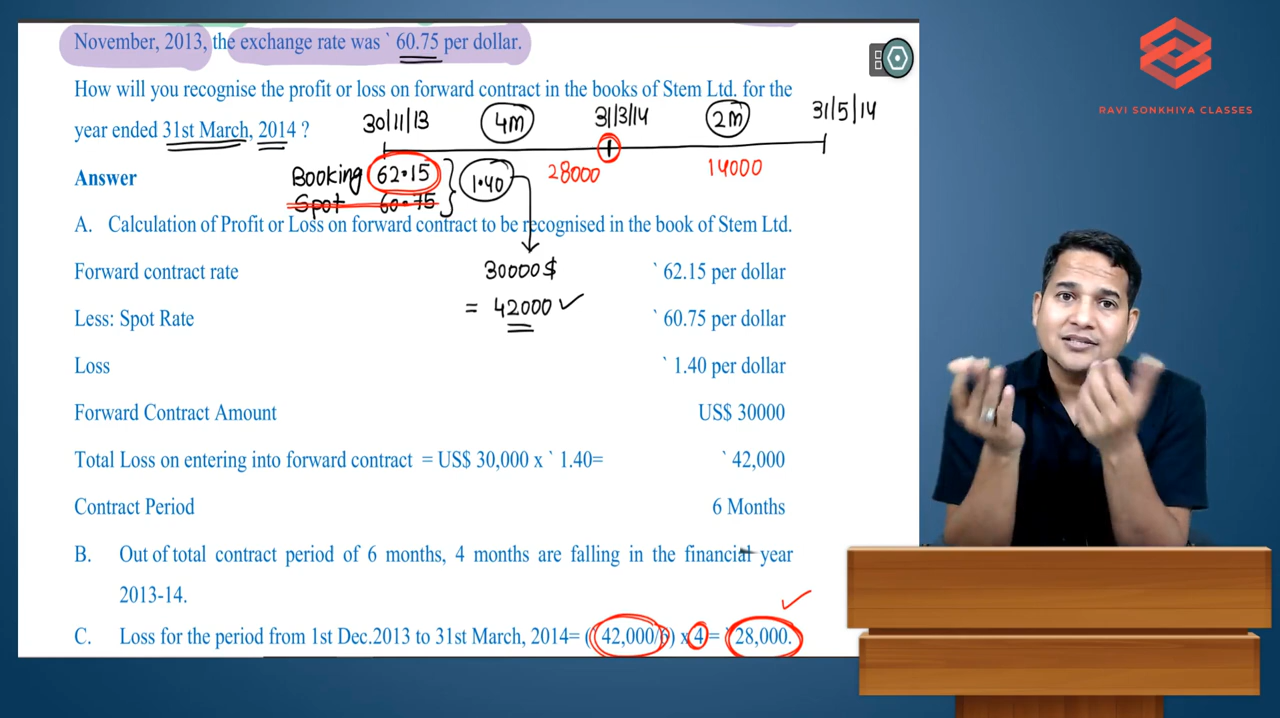 November, 2013, the exchange rate was ` 60.75 per dollar.
RAVI SONKHIYA CLASSES
How will you recognise the profit or loss on forward contract in the books of Stem Ltd. for the
year ended 31st March, 2014 ?
30/11/13 4m 31/3/14 2m 31/5/14
28000 14000
Answer
Booking 62.15
Spot 60.75
1.40
A. Calculation of Profit or Loss on forward contract to be recognised in the book of Stem Ltd.
30000$
Forward contract rate ` 62.15 per dollar
= 42000 ✓
Less: Spot Rate ` 60.75 per dollar
Loss ` 1.40 per dollar
Forward Contract Amount US$ 30000
Total Loss on entering into forward contract = US$ 30,000 x ` 1.40= ` 42,000
Contract Period 6 Months
B. Out of total contract period of 6 months, 4 months are falling in the financial year
2013-14.
C. Loss for the period from 1st Dec.2013 to 31st March, 2014= (` 42,000/6) x 4 = ` 28,000.